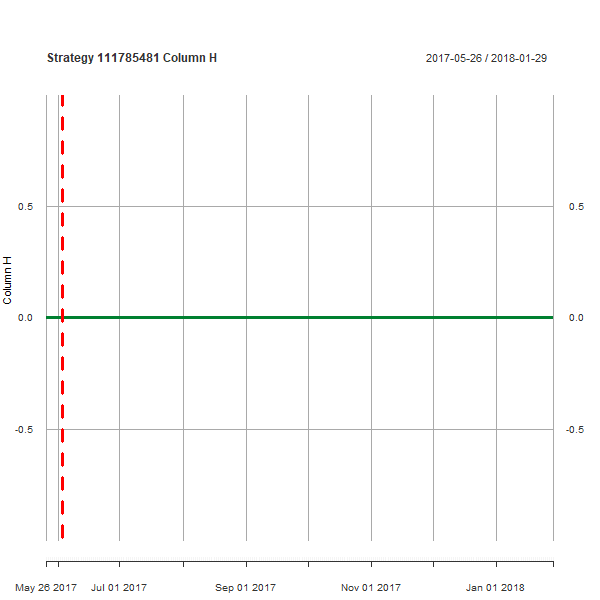 Strategy 111785481 Column H
2017-05-26 / 2018-01-29
0.5
0.5
Column H
0.0
0.0
-0.5
-0.5
May 26 2017
Jul 01 2017
Sep 01 2017
Nov 01 2017
Jan 01 2018